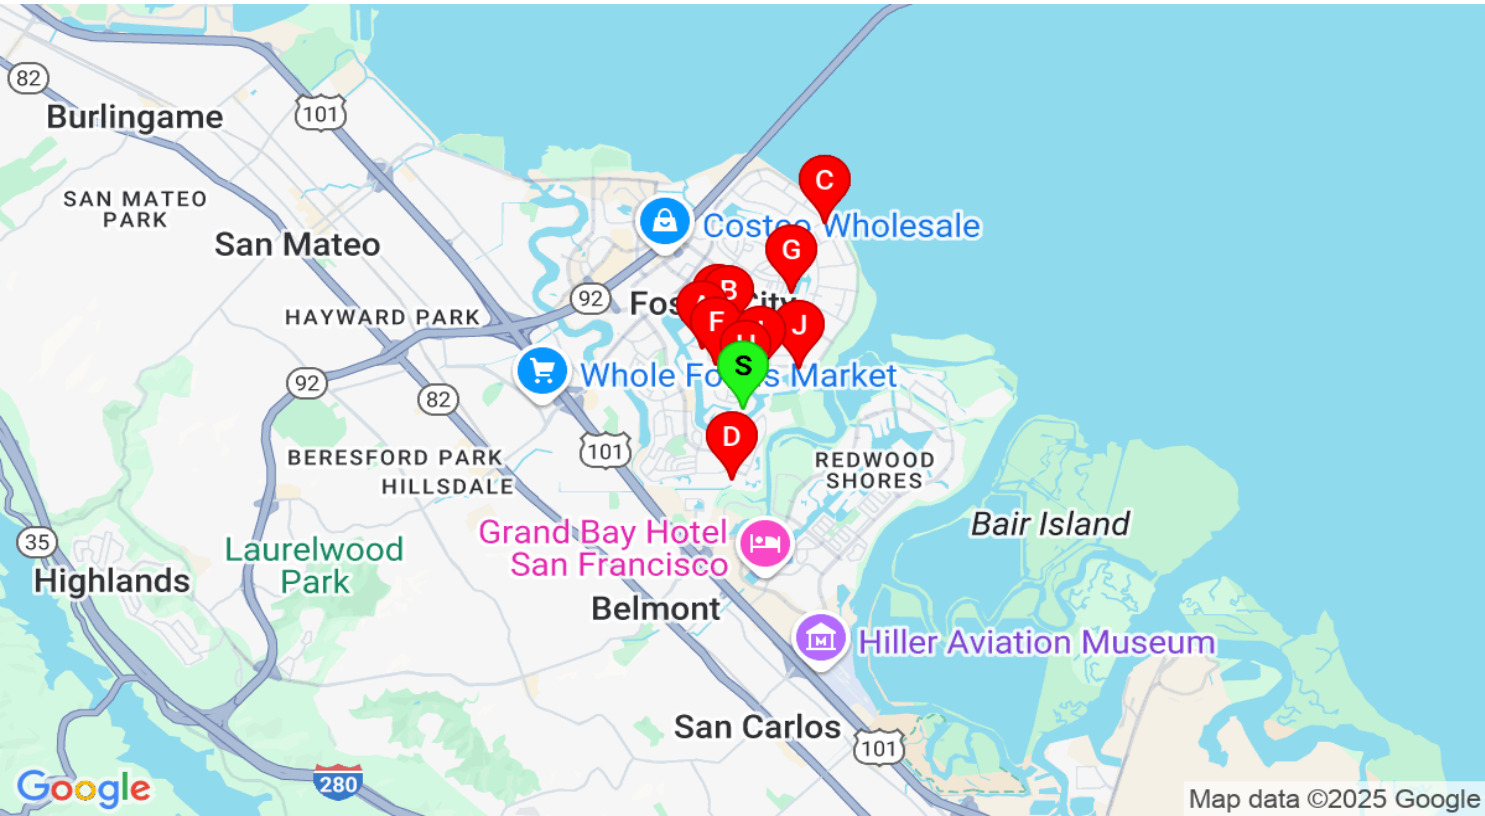 82
Burlingame
101
C
SAN MATEO
PARK
Costco Wholesale
San Mateo
G
B
92
HAYWARD PARK
F
J
H
S
Whole Foods Market
92
82
D
101
BERESFORD PARK
HILLSDALE
REDWOOD
SHORES
Bair Island
35
Grand Bay Hotel
San Francisco
Laurelwood
Park
Highlands
Belmont
Hiller Aviation Museum
San Carlos
101
280
Google
Map data ©2025 Google